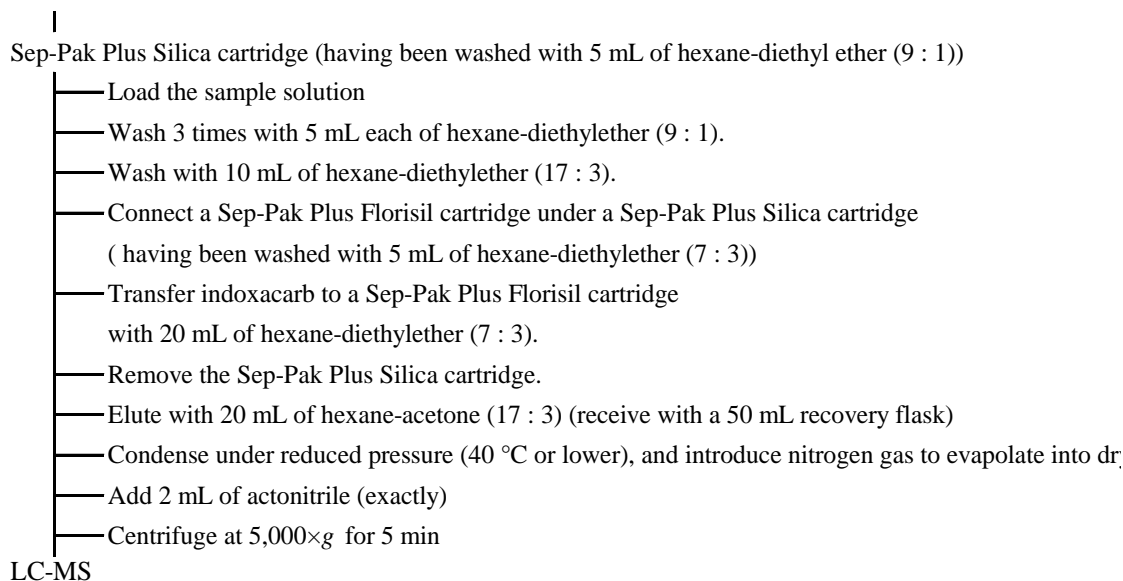 Sep-Pak Plus Silica cartridge (having been washed with 5 mL of hexane-diethyl ether (9 : 1))
Load the sample solution
Wash 3 times with 5 mL each of hexane-diethylether (9 : 1).
Wash with 10 mL of hexane-diethylether (17 : 3).
Connect a Sep-Pak Plus Florisil cartridge under a Sep-Pak Plus Silica cartridge
( having been washed with 5 mL of hexane-diethylether (7 : 3))
Transfer indoxacarb to a Sep-Pak Plus Florisil cartridge
with 20 mL of hexane-diethylether (7 : 3).
Remove the Sep-Pak Plus Silica cartridge.
Elute with 20 mL of hexane-acetone (17 : 3) (receive with a 50 mL recovery flask)
Condense under reduced pressure (40 °C or lower), and introduce nitrogen gas to evapolate into dry
Add 2 mL of actonitrile (exactly)
Centrifuge at 5,000×g for 5 min
LC-MS